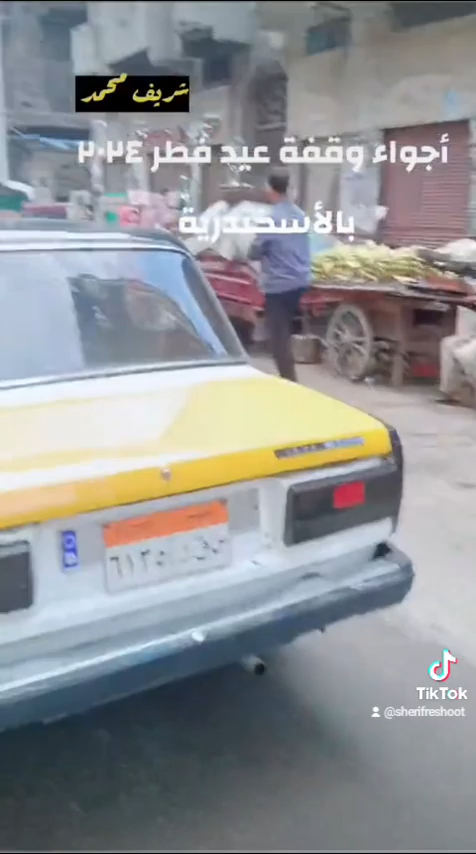 شريف محمد
أجواء وقفة عيد فطر ٢٠٢٤
بالأسكندرية
TikTok
@sherifreshoot